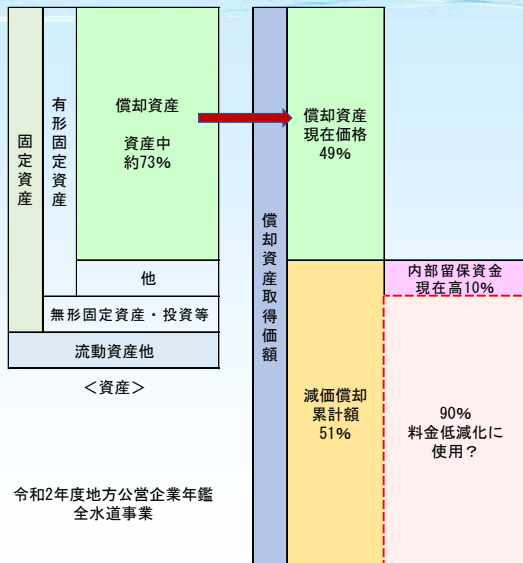 固定資産
有形固定資産
償却資産
資産中
約73%
他
無形固定資産・投資等
流動資産他
<資産>
令和2年度地方公営企業年鑑
全水道事業
償却資産取得価額
償却資産
現在価格
49%
減価償却
累計額
51%
内部留保資金
現在高10%
90%
料金低減化に
使用?